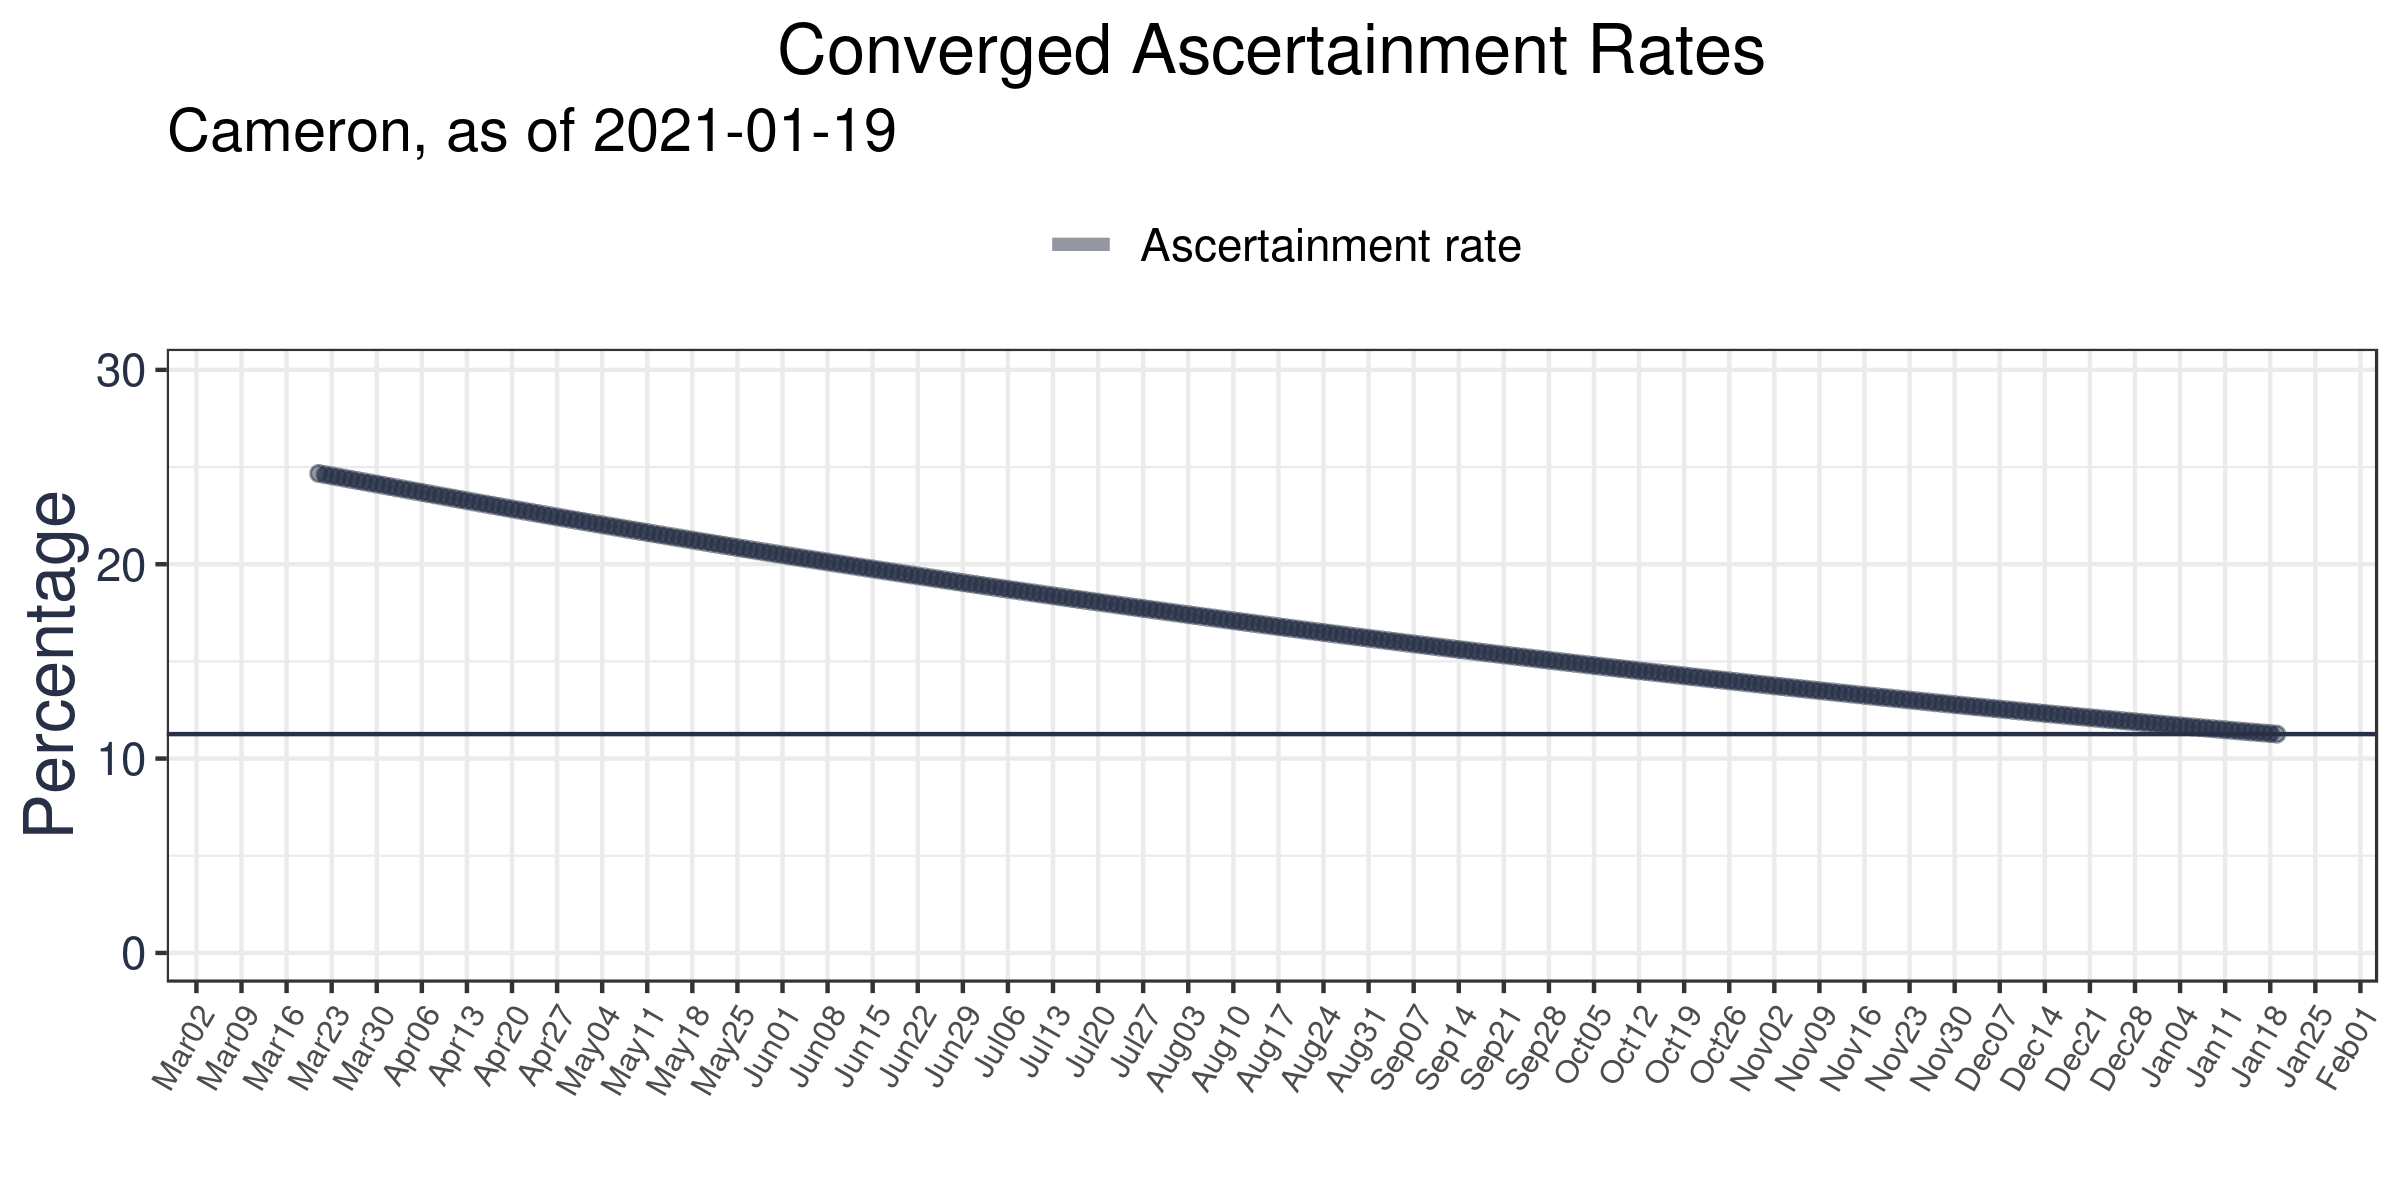 Converged Ascertainment Rates
Cameron, as of 2021-01-19
Ascertainment rate
Percentage
30
20
10
0
Mar02 Mar09 Mar16 Mar23 Mar30 Apr06 Apr13 Apr20 Apr27 May04 May11 May18 May25 Jun01 Jun08 Jun15 Jun22 Jun29 Jul06 Jul13 Jul20 Jul27 Aug03 Aug10 Aug17 Aug24 Aug31 Sep07 Sep14 Sep21 Sep28 Oct05 Oct12 Oct19 Oct26 Nov02 Nov09 Nov16 Nov23 Nov30 Dec07 Dec14 Dec21 Dec28 Jan04 Jan11 Jan18 Jan25 Feb01